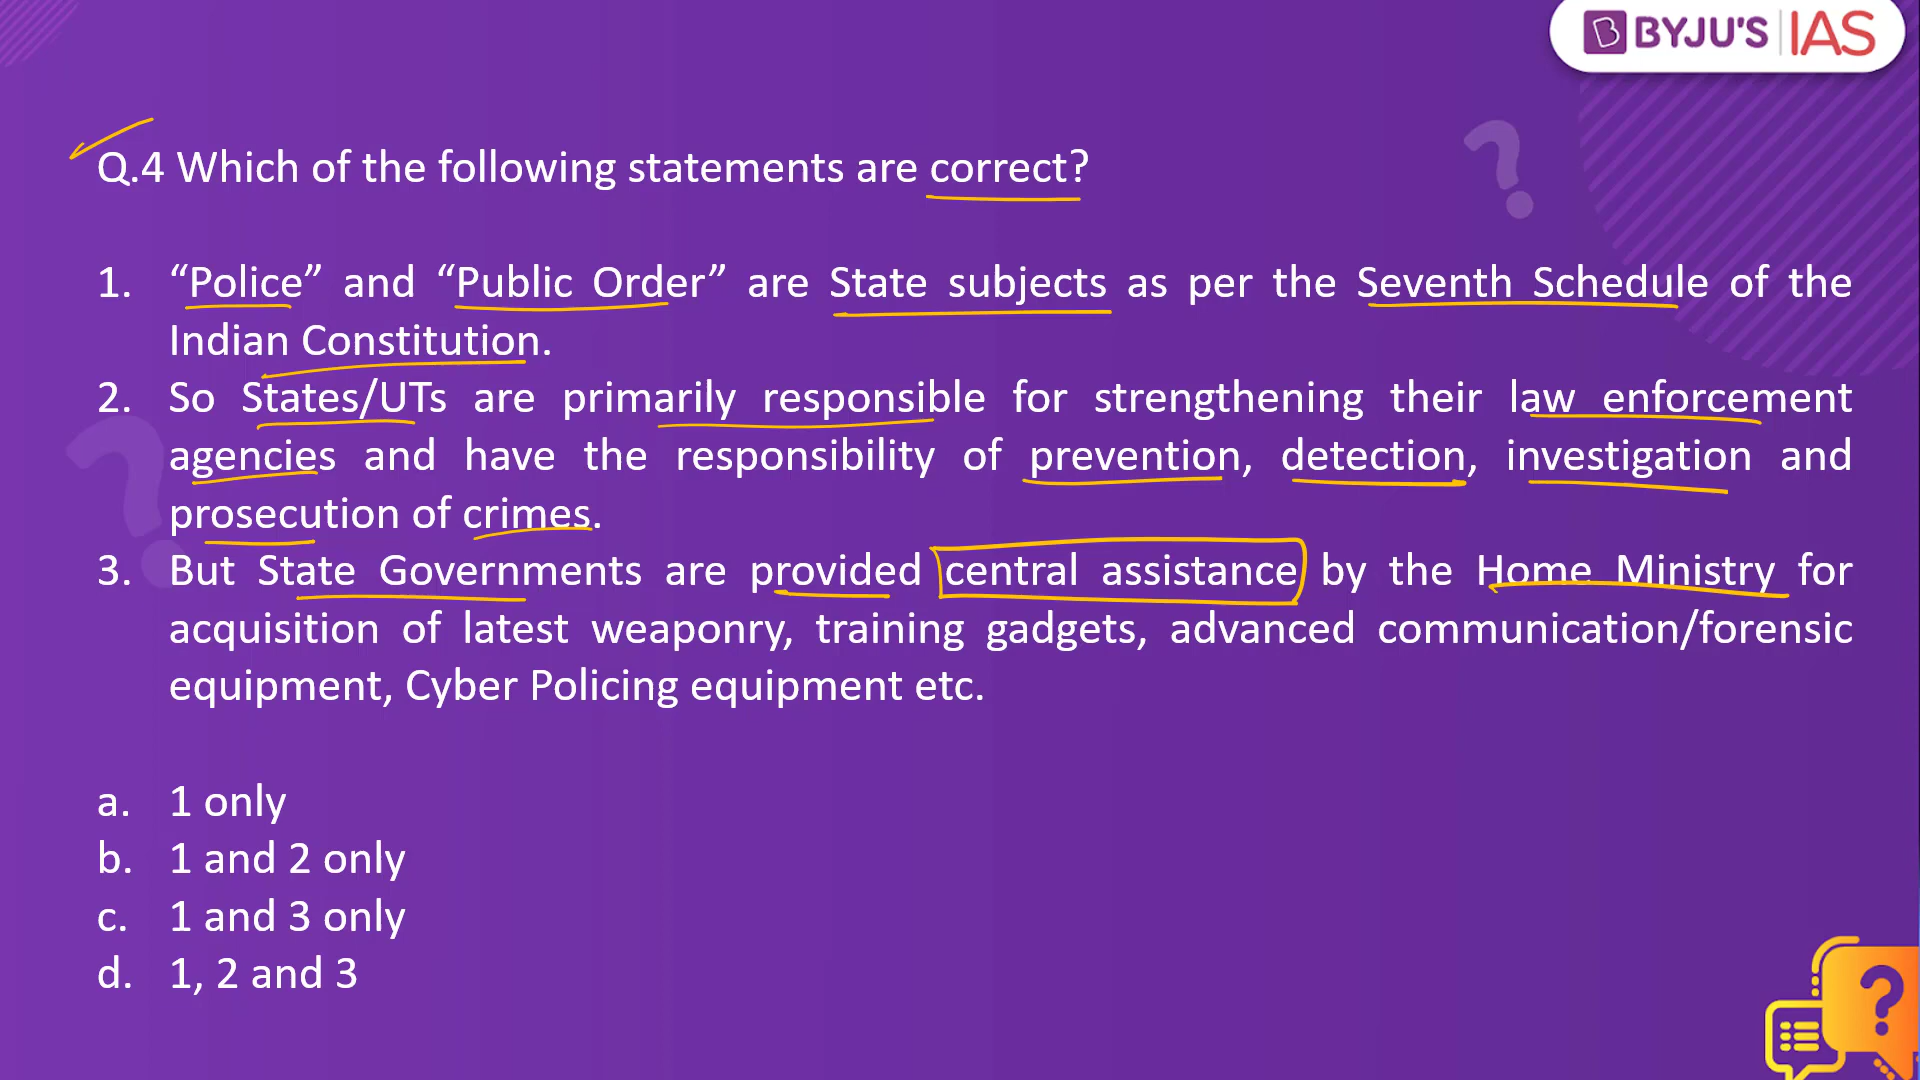 BYJU'S IAS
Q.4 Which of the following statements are correct?
1. “Police” and “Public Order” are State subjects as per the Seventh Schedule of the
Indian Constitution.
2. So States/UTs are primarily responsible for strengthening their law enforcement
agencies and have the responsibility of prevention, detection, investigation and
prosecution of crimes.
3. But State Governments are provided central assistance by the Home Ministry for
acquisition of latest weaponry, training gadgets, advanced communication/forensic
equipment, Cyber Policing equipment etc.
a. 1 only
b. 1 and 2 only
c. 1 and 3 only
d. 1, 2 and 3